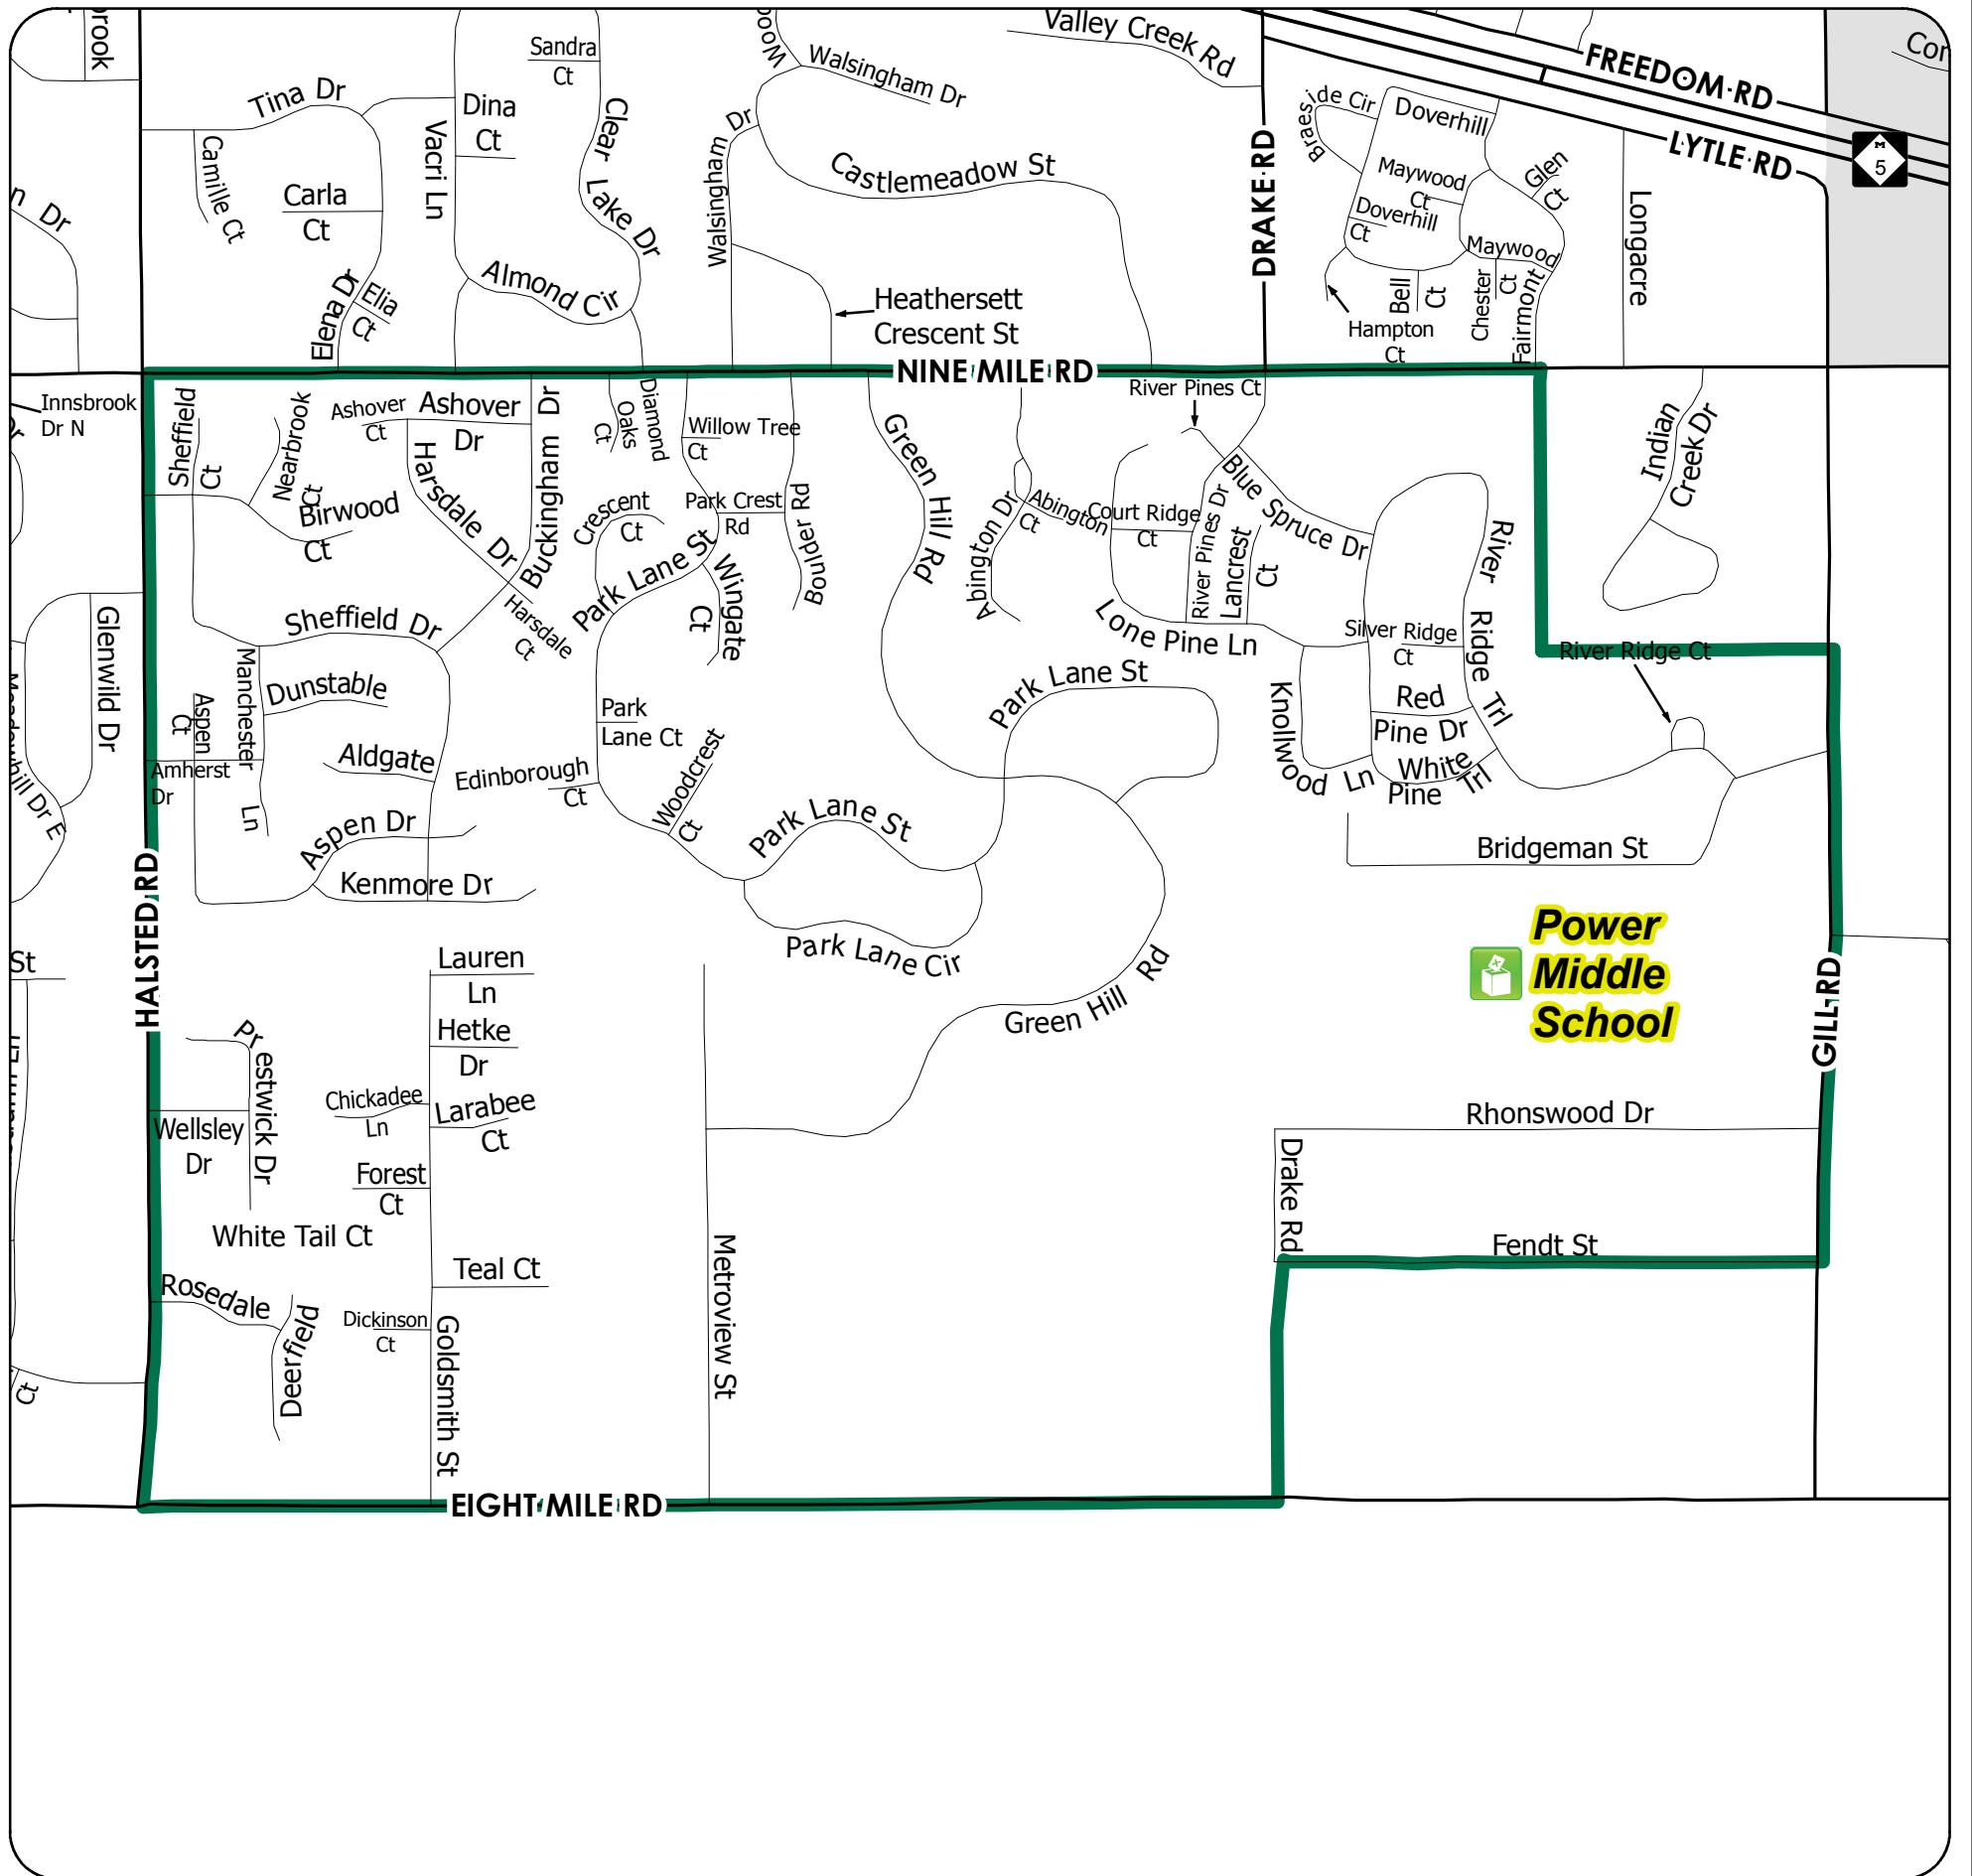 brook
Sandra
Ct
Valley Creek Rd
Walsingham Dr
FREEDOM RD
LYTLE RD
M
5
Tina Dr
Camille Ct
Carla
Ct
Vacri Ln
Dina
Ct
Clear Lake Dr
Walsingham Dr
Castlemeadow St
DRAKE RD
Braeside Cir
Doverhill
Maywood
Ct
Doverhill
Ct
Glen
Ct
Maywood
Longacre
n Dr
Elena Dr
Elia
Ct
Almond Cir
Heathersett
Crescent St
Hampton
Ct
Bell
Ct
Chester
Ct
Fairmont
NINE MILE RD
Innsbrook
Dr N
Sheffield
Ct
Nearbrook
Ct
Ashover
Ct
Ashover
Dr
Harsdale Dr
Buckingham Dr
Oaks
Ct
Diamond
Willow Tree
Ct
Green Hill Rd
River Pines Ct
Indian
Creek Dr
Birwood
Ct
Crescent
Ct
Park Crest
Rd
Boulder Rd
Abington Dr
Abington
Ct
Court Ridge
Ct
River Pines Dr
Blue Spruce Dr
Lancrest
Ct
River Ridge Trl
Park Lane St
Wingate
Ct
Harsdale
Ct
Glenwild Dr
Sheffield Dr
Lone Pine Ln
Silver Ridge
Ct
River Ridge Ct
Manchester
Ln
Dunstable
Aspen
Ct
Amherst
Dr
Aldgate
Park
Lane Ct
Park Lane St
Knollwood Ln
Red
Pine Dr
White
Pine Trl
Edinborough
Ct
Woodcrest
Ct
Park Lane St
Aspen Dr
Kenmore Dr
Bridgeman St
HALSTED RD
Meadowhill Dr E
St
Lauren
Ln
Park Lane Cir
Green Hill Rd
Power
Middle
School
GILL RD
Hetke
Dr
Prestwick Dr
Chickadee
Ln
Larabee
Ct
Wellsley
Dr
Forest
Ct
Rhonswood Dr
Drake Rd
White Tail Ct
Fendt St
Teal Ct
Metroview St
Rosedale
Deerfield
Dickinson
Ct
Goldsmith St
Ct
EIGHT MILE RD